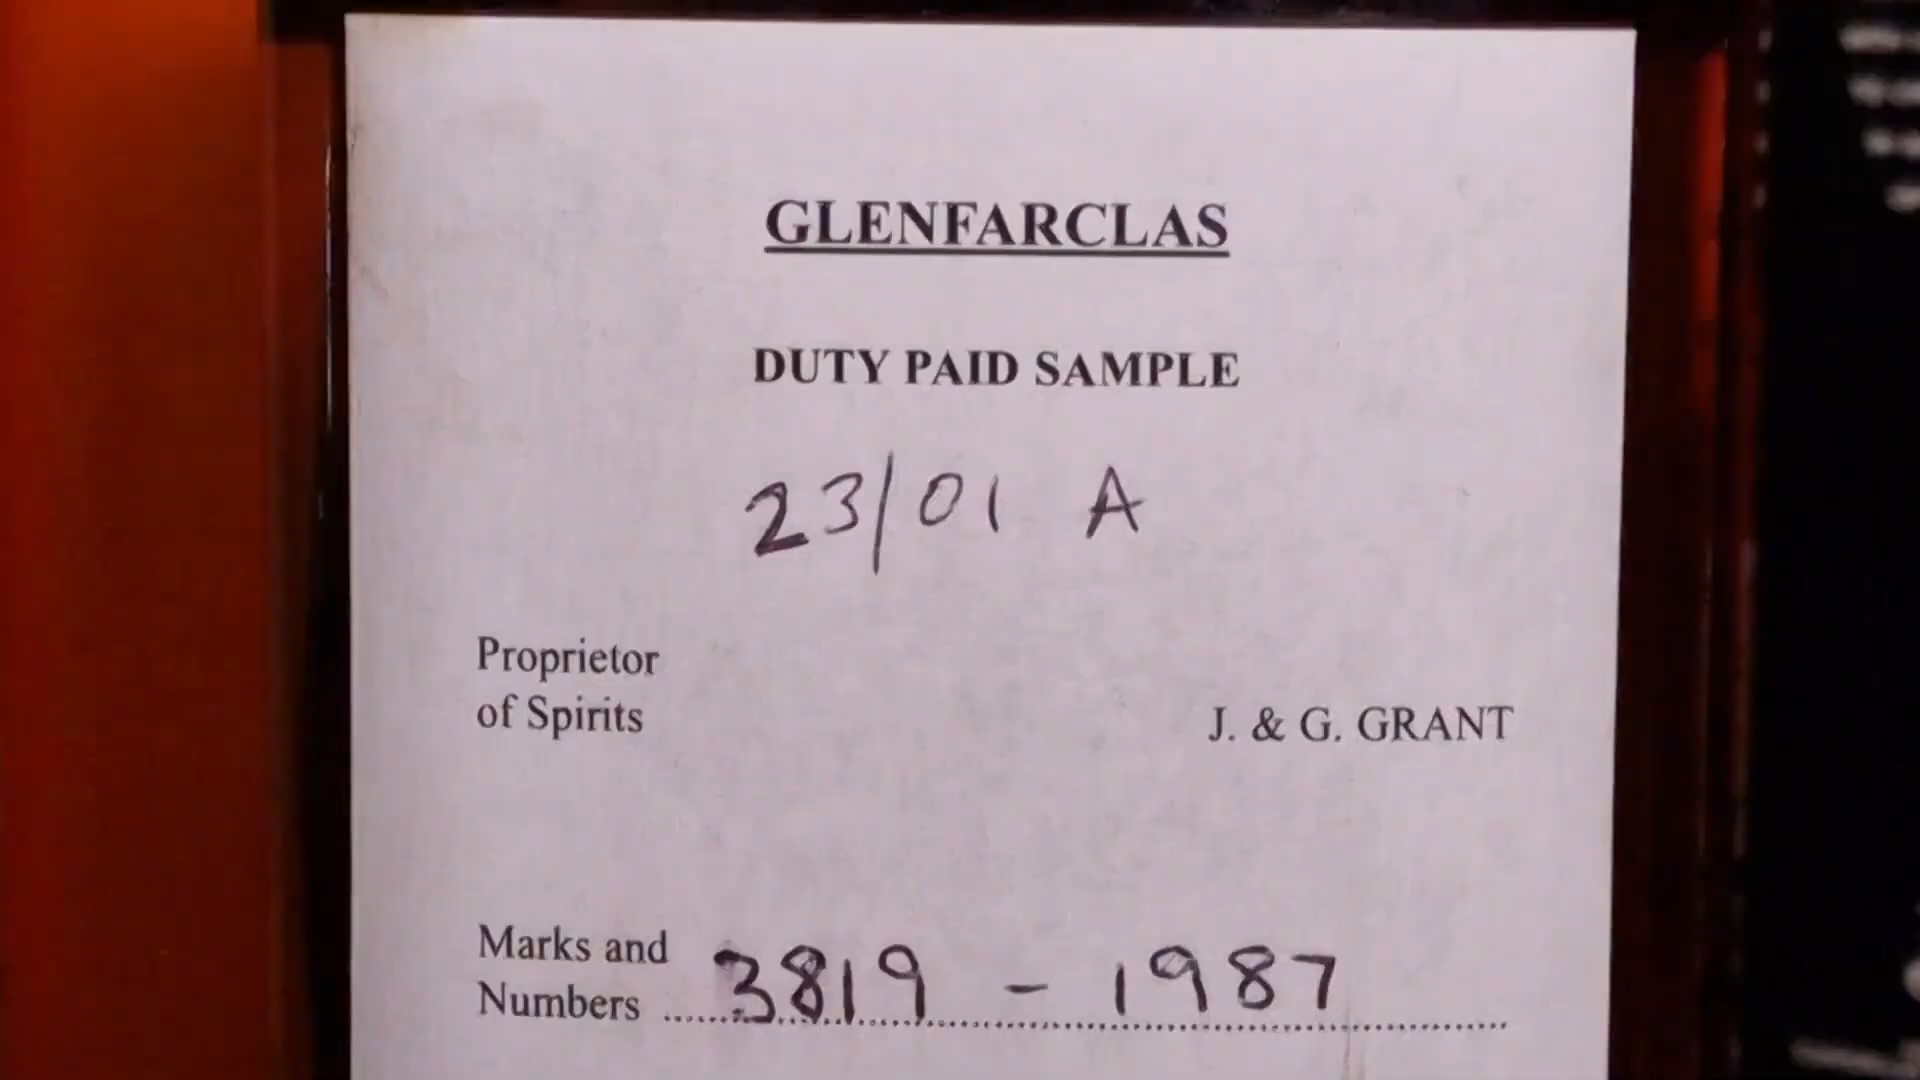 GLENFARCLAS
DUTY PAID SAMPLE
23/01 A
Proprietor
of Spirits
J. & G. GRANT
Marks and
Numbers 3819 - 1987